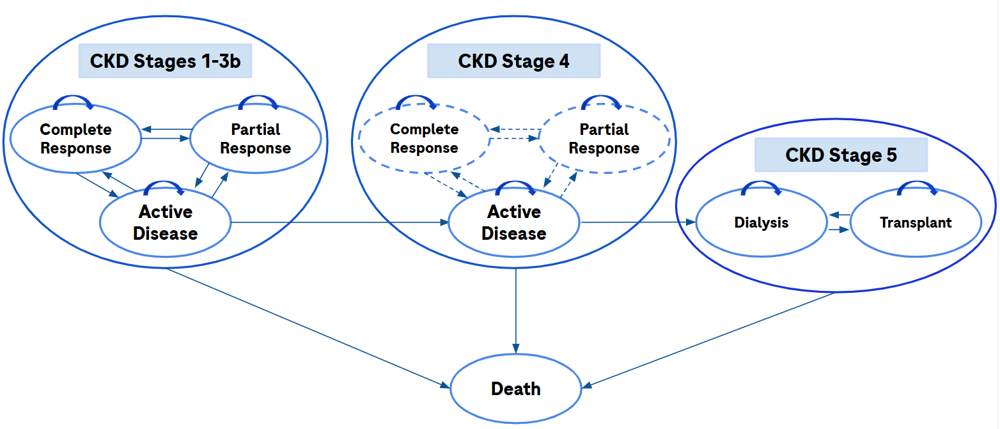 CKD Stages 1-3b
Complete
Response
Partial
Response
Active
Disease
CKD Stage 4
Complete
Response
Partial
Response
Active
Disease
CKD Stage 5
Dialysis
Transplant
Death